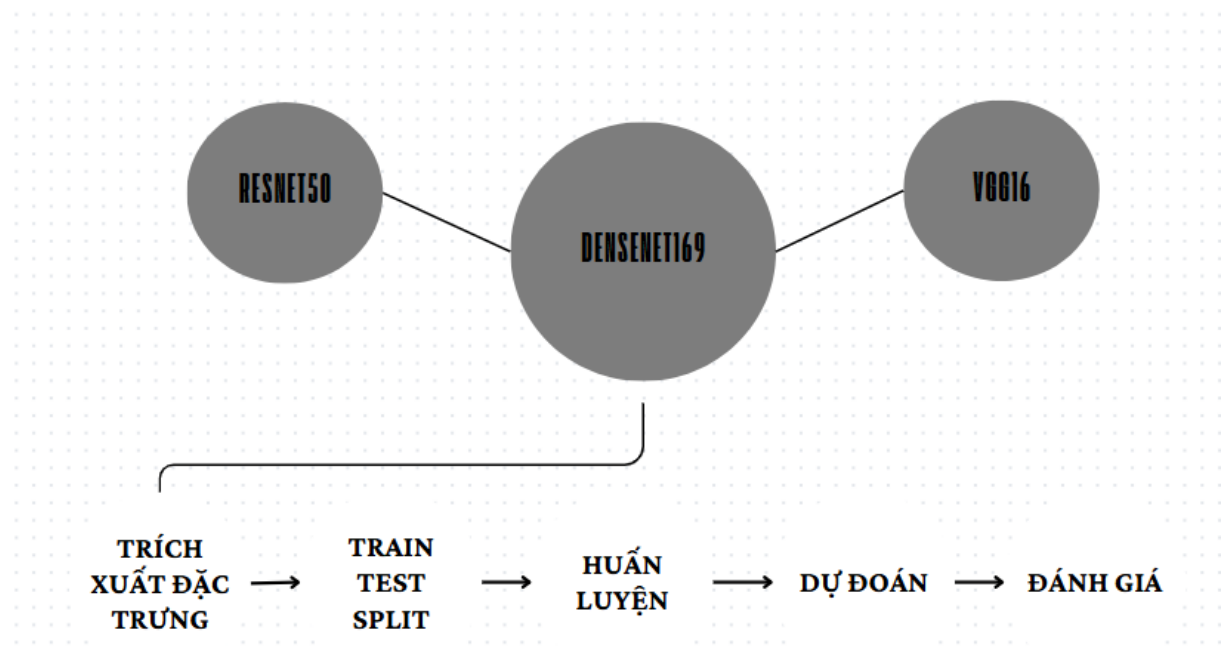 RESNET50
DENSENET169
VGG16
TRÍCH
XUẤT ĐẶC
TRƯNG
TRAIN
TEST
SPLIT
HUẤN
LUYỆN
DỰ ĐOÁN
ĐÁNH GIÁ